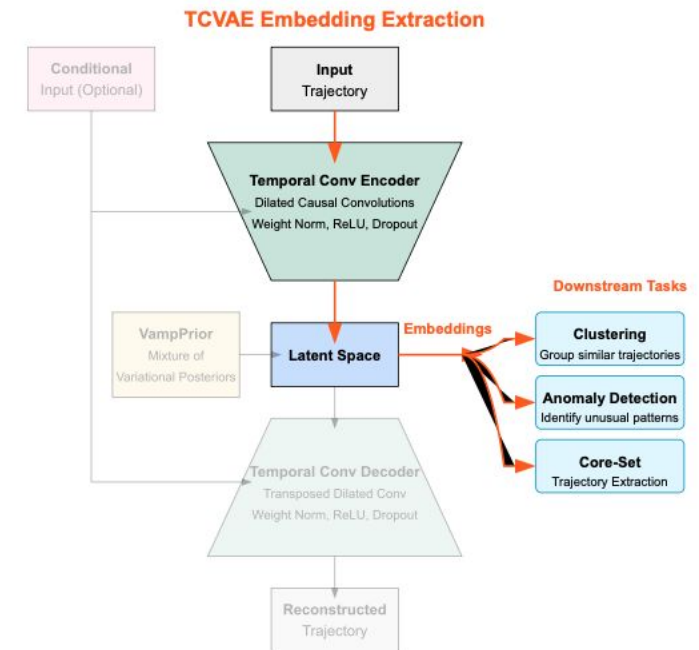 TCVAE Embedding Extraction
Conditional
Input (Optional)
Input
Trajectory
Temporal Conv Encoder
Dilated Causal Convolutions
Weight Norm, ReLU, Dropout
Downstream Tasks
VampPrior
Mixture of
Variational Posteriors
Latent Space
Embeddings
Clustering
Group similar trajectories
Anomaly Detection
Identify unusual patterns
Core-Set
Trajectory Extraction
Temporal Conv Decoder
Transposed Dilated Conv
Weight Norm, ReLU, Dropout
Reconstructed
Trajectory